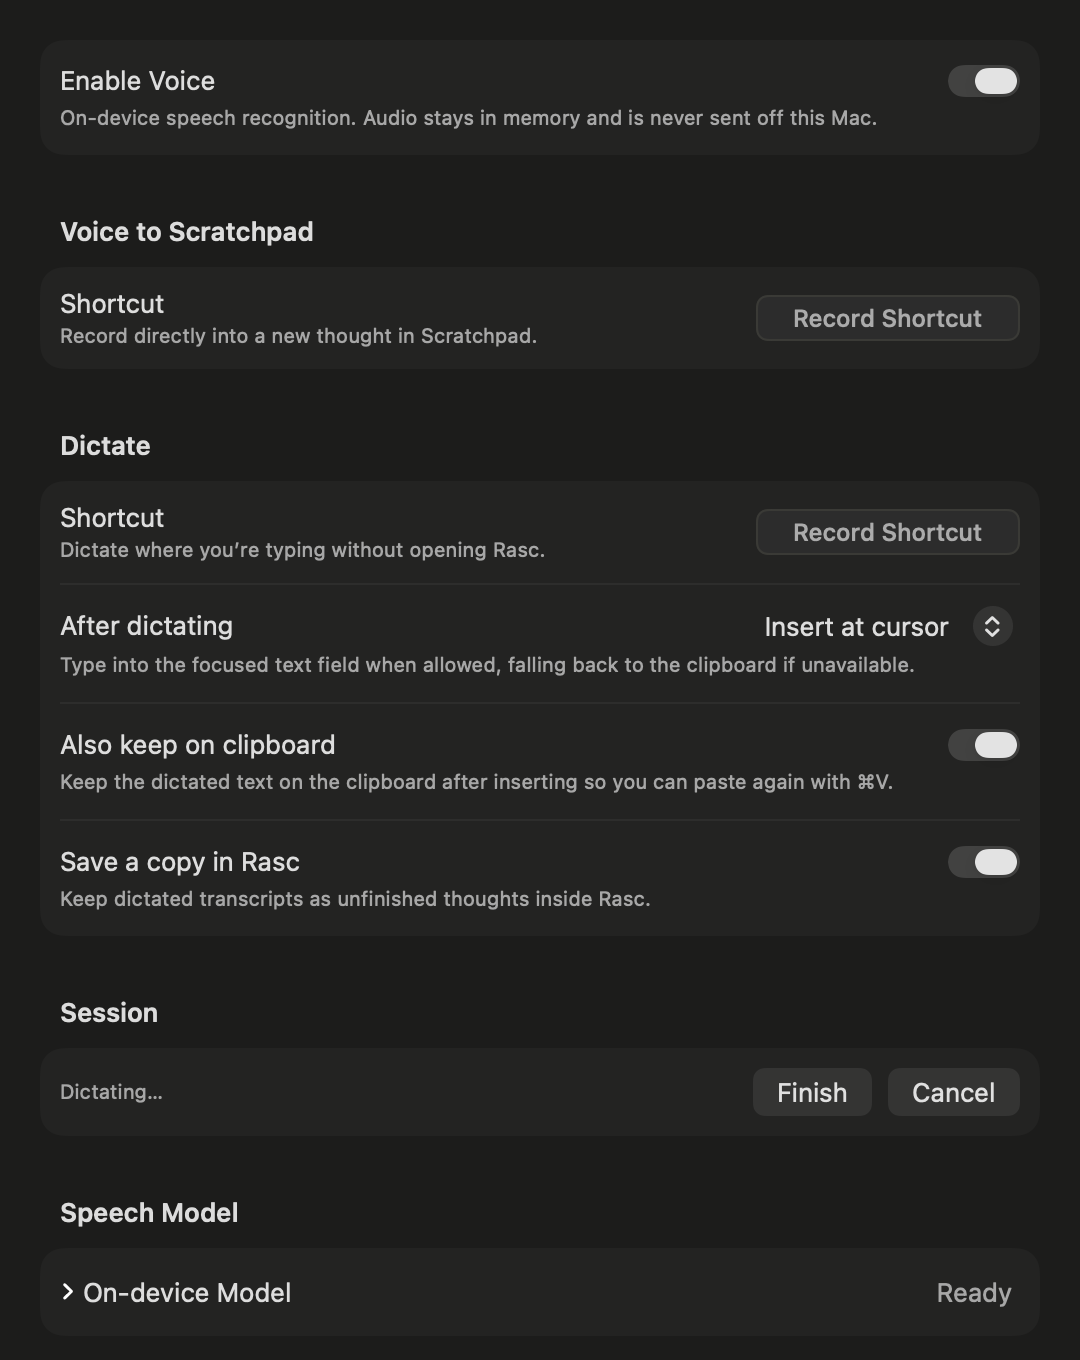 Enable Voice
On-device speech recognition. Audio stays in memory and is never sent off this Mac.
Voice to Scratchpad
Shortcut
Record Shortcut
Record directly into a new thought in Scratchpad.
Dictate
Shortcut
Record Shortcut
Dictate where you’re typing without opening Rasc.
After dictating
Insert at cursor
Type into the focused text field when allowed, falling back to the clipboard if unavailable.
Also keep on clipboard
Keep the dictated text on the clipboard after inserting so you can paste again with ⌘V.
Save a copy in Rasc
Keep dictated transcripts as unfinished thoughts inside Rasc.
Session
Dictating...
Finish
Cancel
Speech Model
On-device Model
Ready